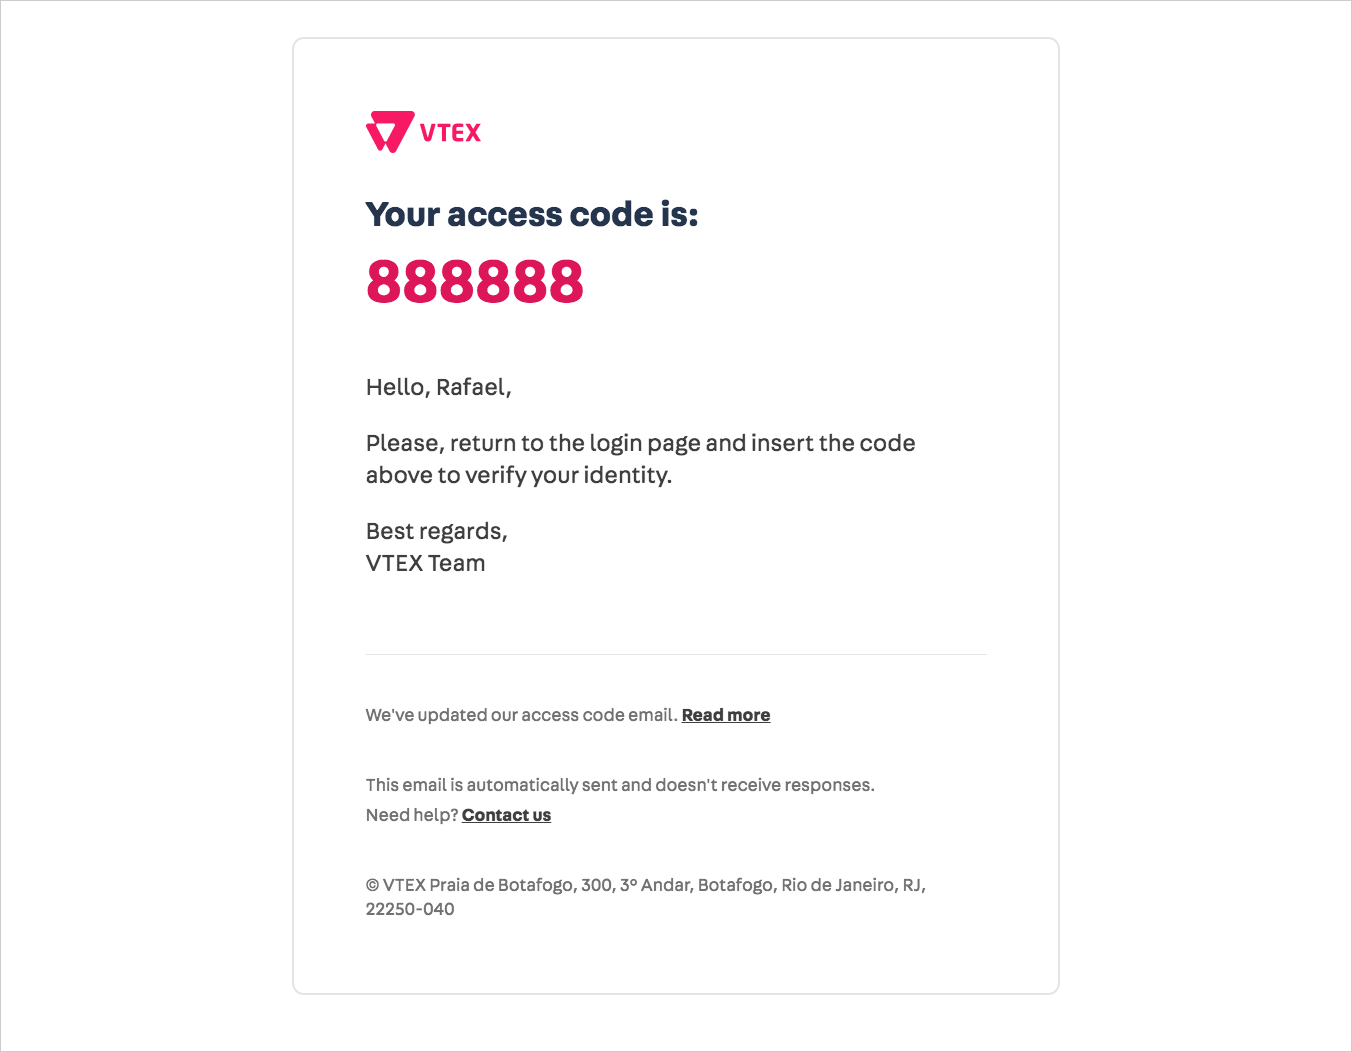 VTEX
Your access code is:
888888
Hello, Rafael,
Please, return to the login page and insert the code
above to verify your identity.
Best regards,
VTEX Team
We've updated our access code email. Read more
This email is automatically sent and doesn't receive responses.
Need help? Contact us
© VTEX Praia de Botafogo, 300, 3º Andar, Botafogo, Rio de Janeiro, RJ,
22250-040